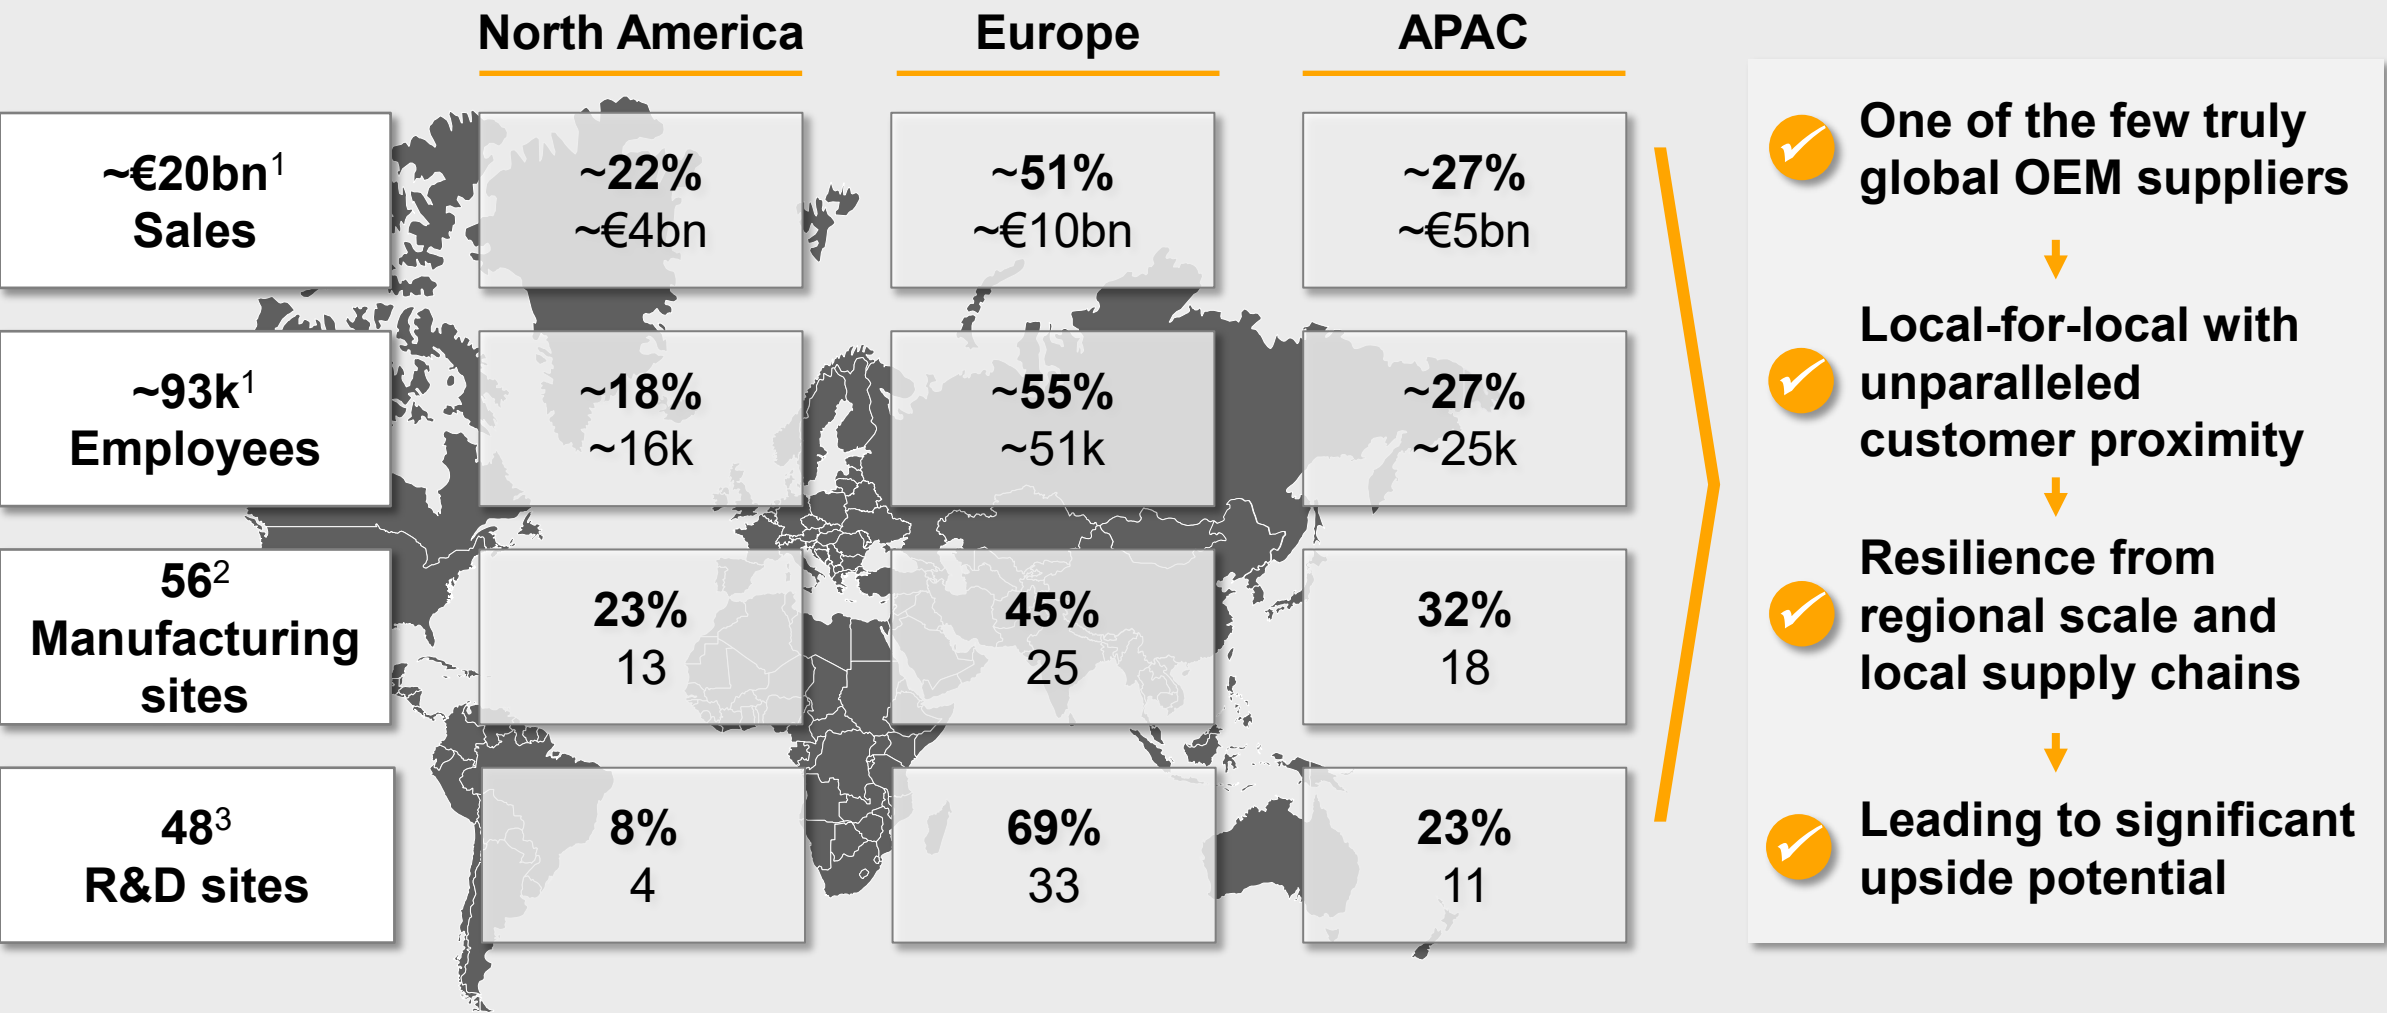 North America
Europe
APAC
~€20bn¹
Sales
~22%
~€4bn
~51%
~€10bn
~27%
~€5bn
~93k¹
Employees
~18%
~16k
~55%
~51k
~27%
~25k
56²
Manufacturing
sites
23%
13
45%
25
32%
18
48³
R&D sites
8%
4
69%
33
23%
11
One of the few truly
global OEM suppliers
Local-for-local with
unparalleled
customer proximity
Resilience from
regional scale and
local supply chains
Leading to significant
upside potential